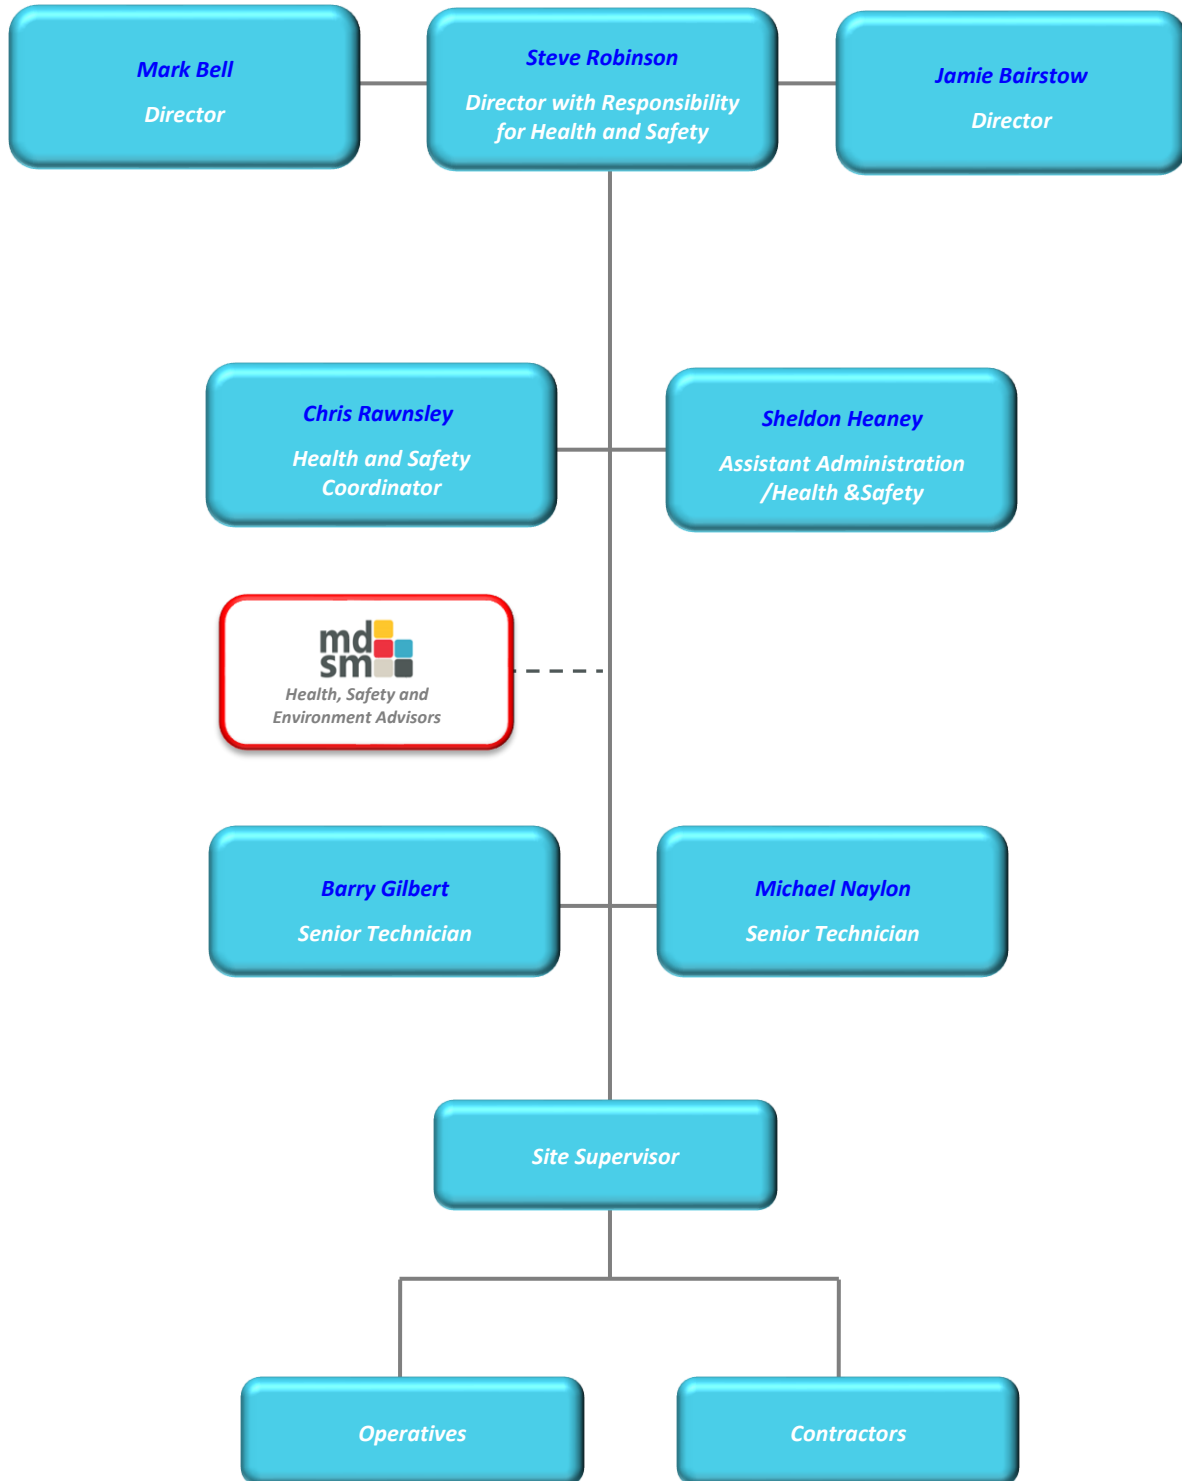 Mark Bell
Director
Steve Robinson
Director with Responsibility
for Health and Safety
Jamie Bairstow
Director
Chris Rawnsley
Health and Safety
Coordinator
Sheldon Heaney
Assistant Administration
/Health &Safety
md
sm
Health, Safety and
Environment Advisors
Barry Gilbert
Senior Technician
Michael Naylon
Senior Technician
Site Supervisor
Operatives
Contractors